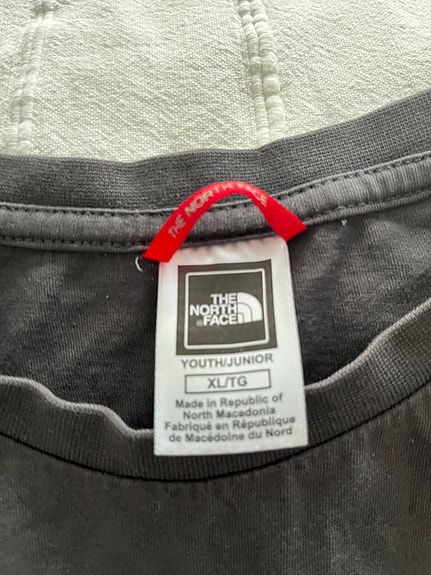 THE NORTH FACE
THE
NORTH
FACE
YOUTH/JUNIOR
XL/TG
Made in Republic of
North Macedonia
Fabriqué en République
de Macédoine du Nord